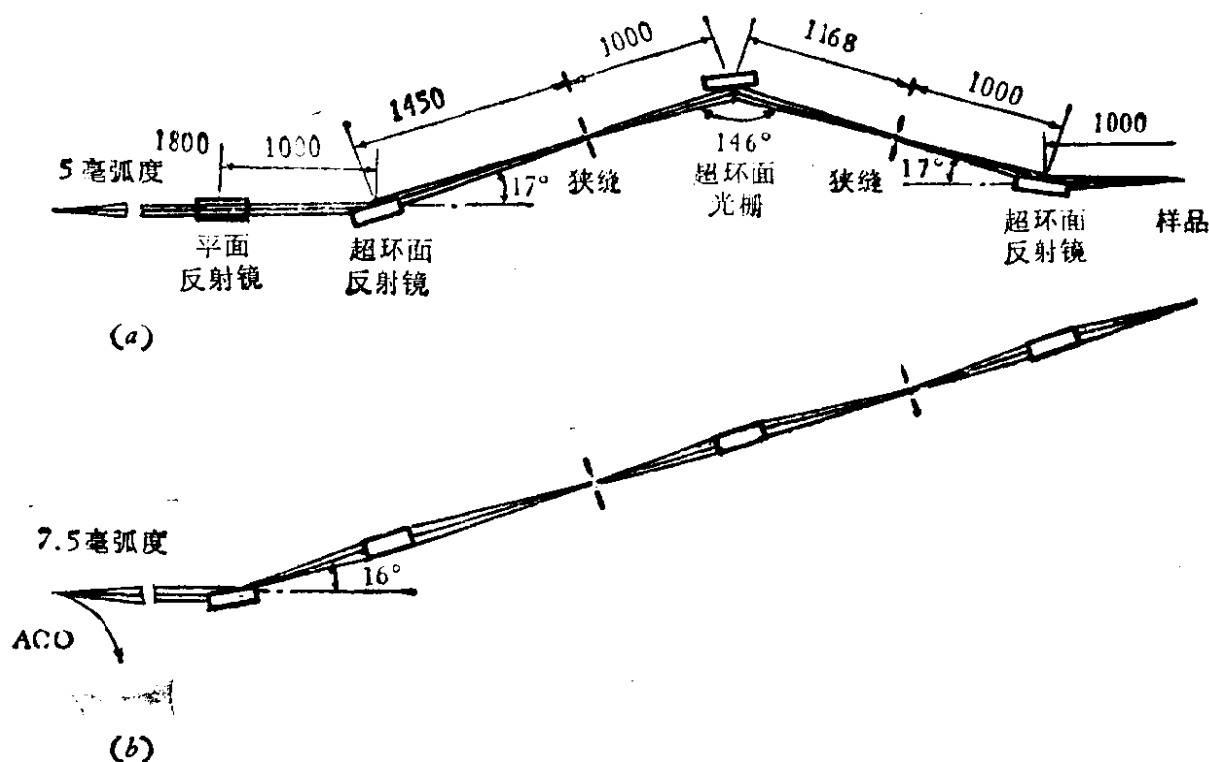 1000
1168
1450
1000
1800
1000
1000
5 毫弧度
17°
狭缝
146°
超环面
光栅
狭缝
17°
平面
反射镜
超环面
反射镜
超环面
反射镜
样品
(a)
7.5 毫弧度
16°
ACO
(b)